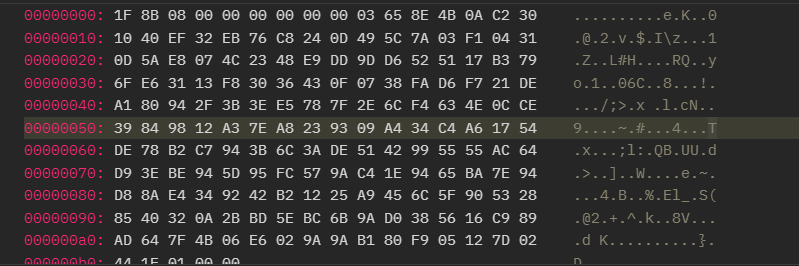 00000000: 1F 8B 08 00 00 00 00 00 00 03 65 8E 4B 0A C2 30 ..........e.K..0
00000010: 10 40 EF 32 EB 76 C8 24 0D 49 5C 7A 03 F1 04 31 .@.2.v.$.I\z...1
00000020: 0D 5A E8 07 4C 23 48 E9 DD 9D D6 52 51 17 B3 79 .Z..L#H....RQ..y
00000030: 6F E6 31 13 F8 30 36 43 0F 07 38 FA D6 F7 21 DE o.1..06C..8...!.
00000040: A1 80 94 2F 3B 3E E5 78 7F 2E 6C F4 63 4E 0C CE .../;>.x .l.cN..
00000050: 39 84 98 12 A3 7E A8 23 93 09 A4 34 C4 A6 17 54 9....~.#...4...T
00000060: DE 78 B2 C7 94 3B 6C 3A DE 51 42 99 55 55 AC 64 .x...;l:.QB.UU.d
00000070: D9 3E BE 94 5D 95 FC 57 9A C4 1E 94 65 BA 7E 94 .>..]..W....e.~.
00000080: D8 8A E4 34 92 42 B2 12 25 A9 45 6C 5F 90 53 28 ...4.B..%.El_.S(
00000090: 85 40 32 0A 2B BD 5E BC 6B 9A D0 38 56 16 C9 89 .@2.+.^.k..8V...
000000a0: AD 64 7F 4B 06 E6 02 9A 9A B1 80 F9 05 12 7D 02 .d K..........}.
000000b0: 44 1E 01 00 00 D